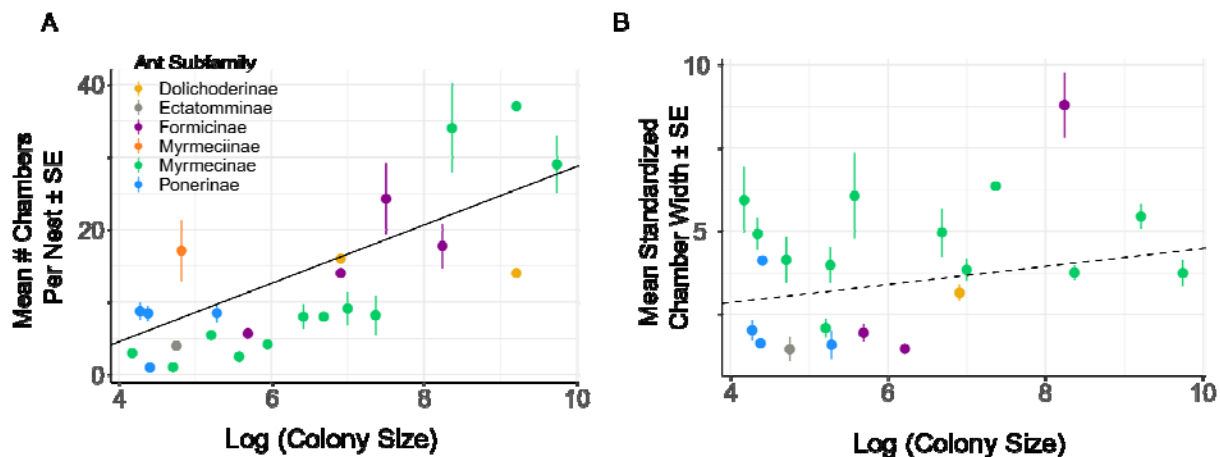 A
Mean # Chambers
Per Nest ± SE
40
20
0
Ant Subfamily
Dolichoderinae
Ectatomminae
Formicinae
Myrmeciinae
Myrmecinae
Ponerinae
4
6
8
10
Log (Colony Size)
B
Mean Standardized
Chamber Width ± SE
10
5
4
6
8
10
Log (Colony Size)